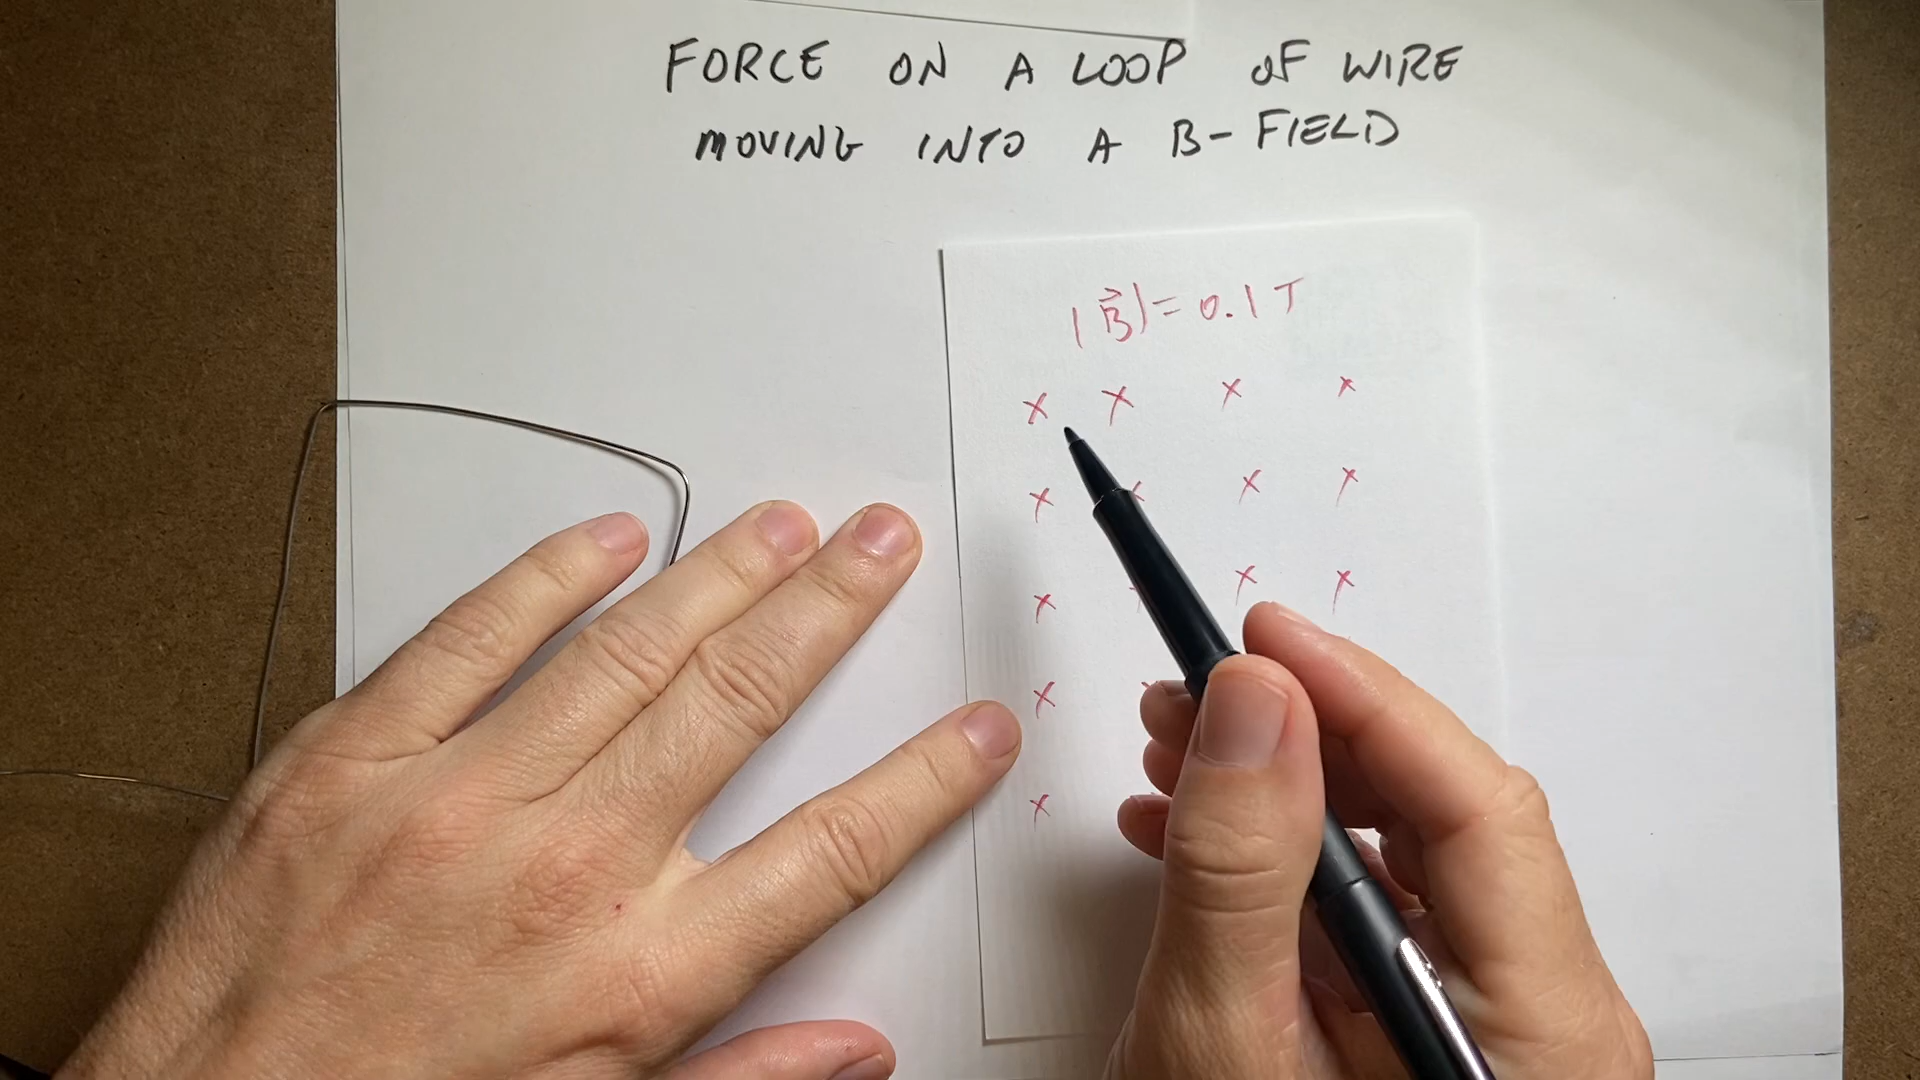 FORCE ON A LOOP OF WIRE
MOVING INTO A B-FIELD
|B⃗| = 0.1 T
x x x x
x x x x
x x x
x
x